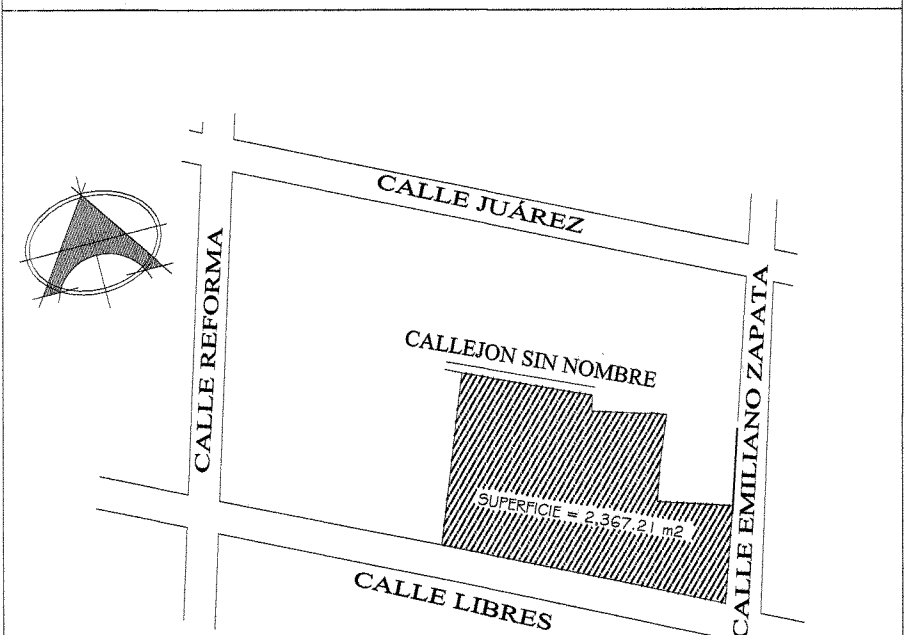 CALLE JUÁREZ
CALLE REFORMA
CALLE EMILIANO ZAPATA
CALLEJON SIN NOMBRE
SUPERFICIE = 2,367.21 m2
CALLE LIBRES